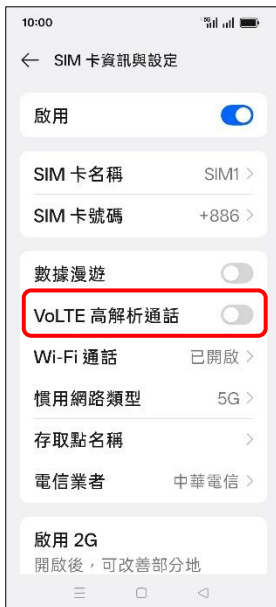 10:00
5G
SIM 卡資訊與設定
啟用
SIM 卡名稱 SIM1
SIM 卡號碼 +886
數據漫遊
VoLTE 高解析通話
Wi-Fi 通話 已開啟
慣用網路類型 5G
存取點名稱
電信業者 中華電信
啟用 2G
開啟後，可改善部分地